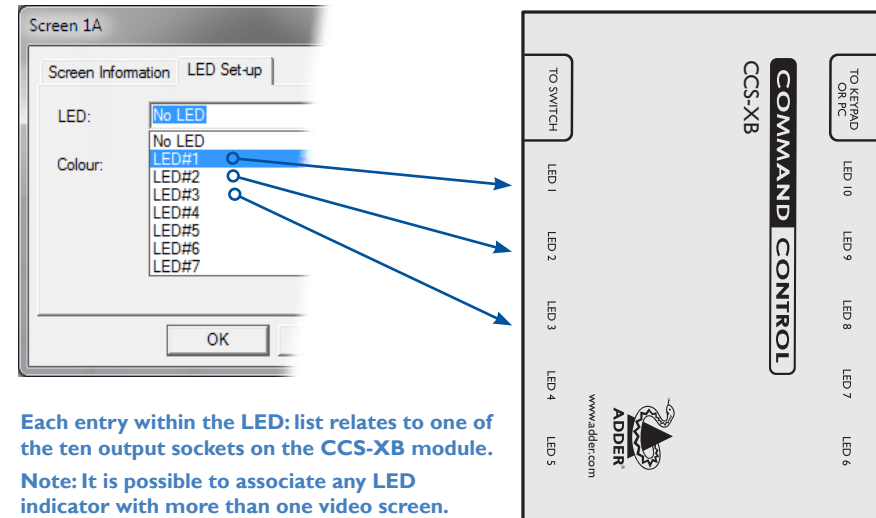 Screen 1A
Screen Information
LED Set-up
LED:
No LED
No LED
LED#1
LED#2
LED#3
LED#4
LED#5
LED#6
LED#7
Colour:
OK
Each entry within the LED: list relates to one of
the ten output sockets on the CCS-XB module.
Note: It is possible to associate any LED
indicator with more than one video screen.
TO SWITCH
LED 1
LED 2
LED 3
LED 4
LED 5
www.adder.com
ADDER®
CCS-XB
COMMAND CONTROL
TO KEYPAD
OR PC
LED 10
LED 9
LED 8
LED 7
LED 6